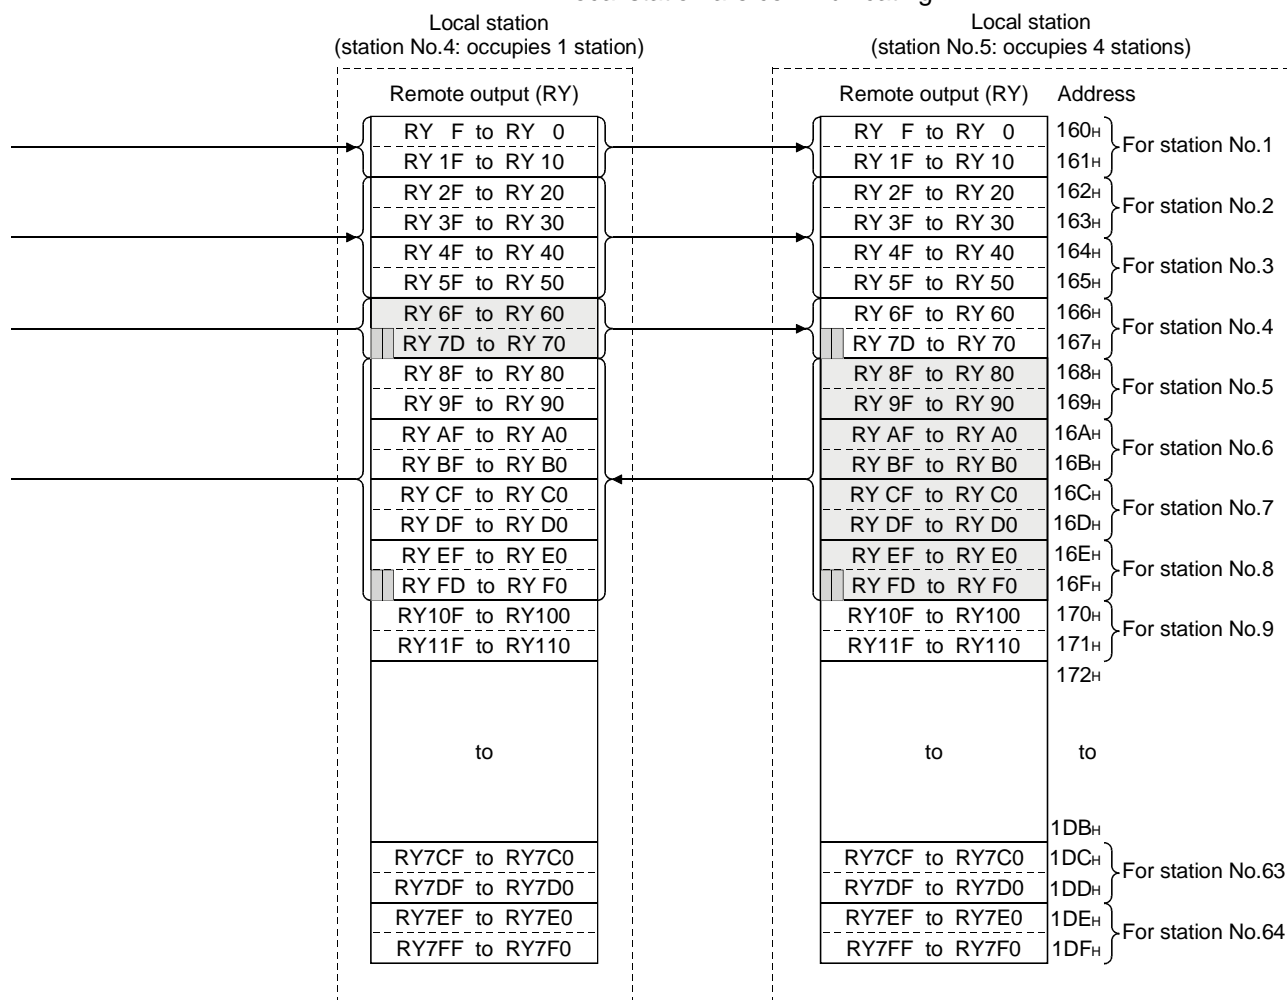 Local station
(station No.4: occupies 1 station)
Local station
(station No.5: occupies 4 stations)
Remote output (RY)
Remote output (RY) Address
RY F to RY 0 RY F to RY 0 160H
RY 1F to RY 10 RY 1F to RY 10 161H
For station No.1
RY 2F to RY 20 RY 2F to RY 20 162H
RY 3F to RY 30 RY 3F to RY 30 163H
For station No.2
RY 4F to RY 40 RY 4F to RY 40 164H
RY 5F to RY 50 RY 5F to RY 50 165H
For station No.3
RY 6F to RY 60 RY 6F to RY 60 166H
RY 7D to RY 70 RY 7D to RY 70 167H
For station No.4
RY 8F to RY 80 RY 8F to RY 80 168H
RY 9F to RY 90 RY 9F to RY 90 169H
For station No.5
RY AF to RY A0 RY AF to RY A0 16AH
RY BF to RY B0 RY BF to RY B0 16BH
For station No.6
RY CF to RY C0 RY CF to RY C0 16CH
RY DF to RY D0 RY DF to RY D0 16DH
For station No.7
RY EF to RY E0 RY EF to RY E0 16EH
RY FD to RY F0 RY FD to RY F0 16FH
For station No.8
RY10F to RY100 RY10F to RY100 170H
RY11F to RY110 RY11F to RY110 171H
For station No.9
172H
to to to
1DBH
RY7CF to RY7C0 RY7CF to RY7C0 1DCH
RY7DF to RY7D0 RY7DF to RY7D0 1DDH
For station No.63
RY7EF to RY7E0 RY7EF to RY7E0 1DEH
RY7FF to RY7F0 RY7FF to RY7F0 1DFH
For station No.64